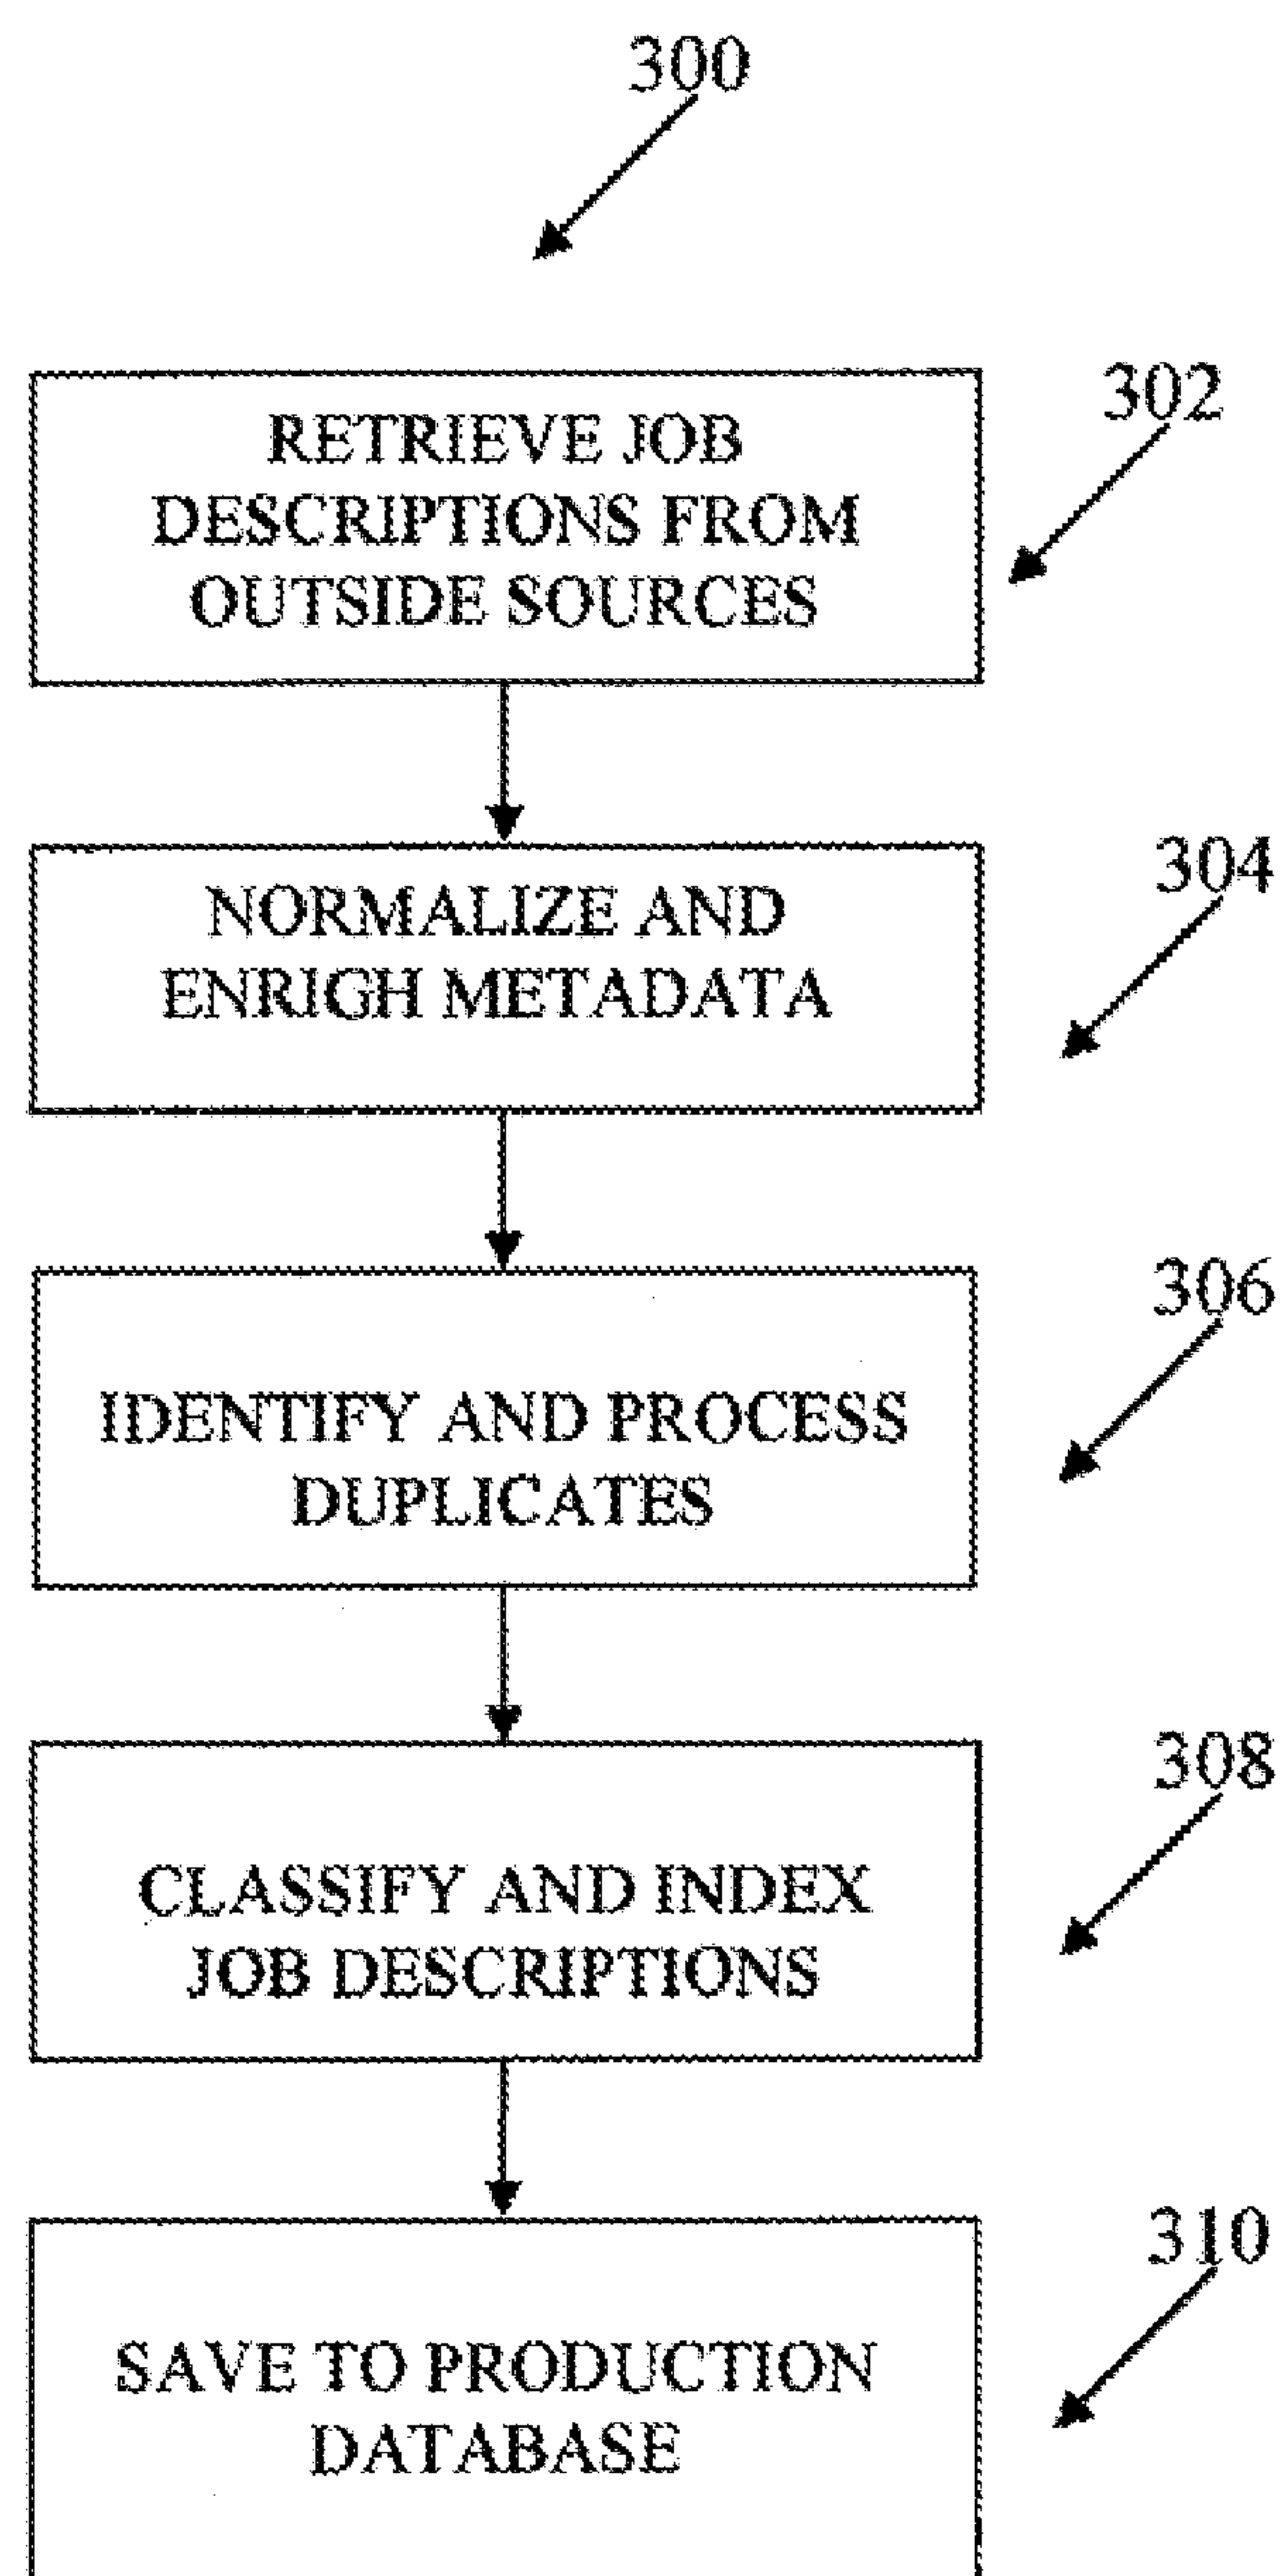 300
302
RETRIEVE JOB
DESCRIPTIONS FROM
OUTSIDE SOURCES
304
NORMALIZE AND
ENRIGH METADATA
306
IDENTIFY AND PROCESS
DUPLICATES
308
CLASSIFY AND INDEX
JOB DESCRIPTIONS
310
SAVE TO PRODUCTION
DATABASE